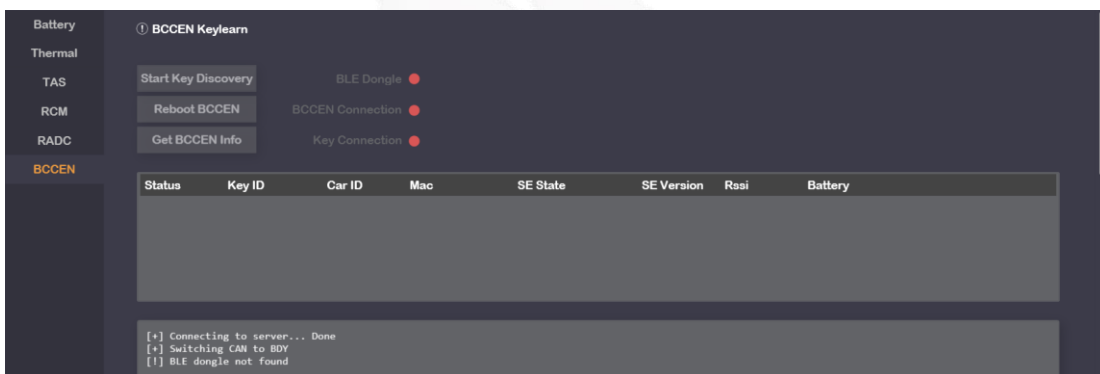 Battery
Thermal
TAS
RCM
RADC
BCCEN
BCCEN Keylearn
Start Key Discovery
BLE Dongle
Reboot BCCEN
BCCEN Connection
Get BCCEN Info
Key Connection
Status Key ID Car ID Mac SE State SE Version Rssi Battery
[+] Connecting to server... Done
[+] Switching CAN to BDY
[!] BLE dongle not found